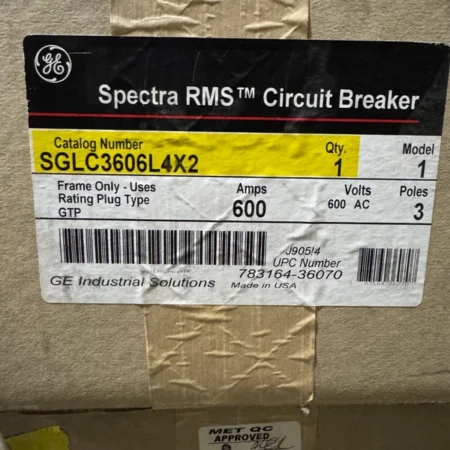 GE
Spectra RMS™ Circuit Breaker
Catalog Number Qty. Model
SGLC3606L4X2 1 1
Frame Only - Uses Amps Volts Poles
Rating Plug Type 600 600 AC 3
GTP
J905/4
UPC Number
783164-36070
GE Industrial Solutions Made in USA
MET QC
APPROVED